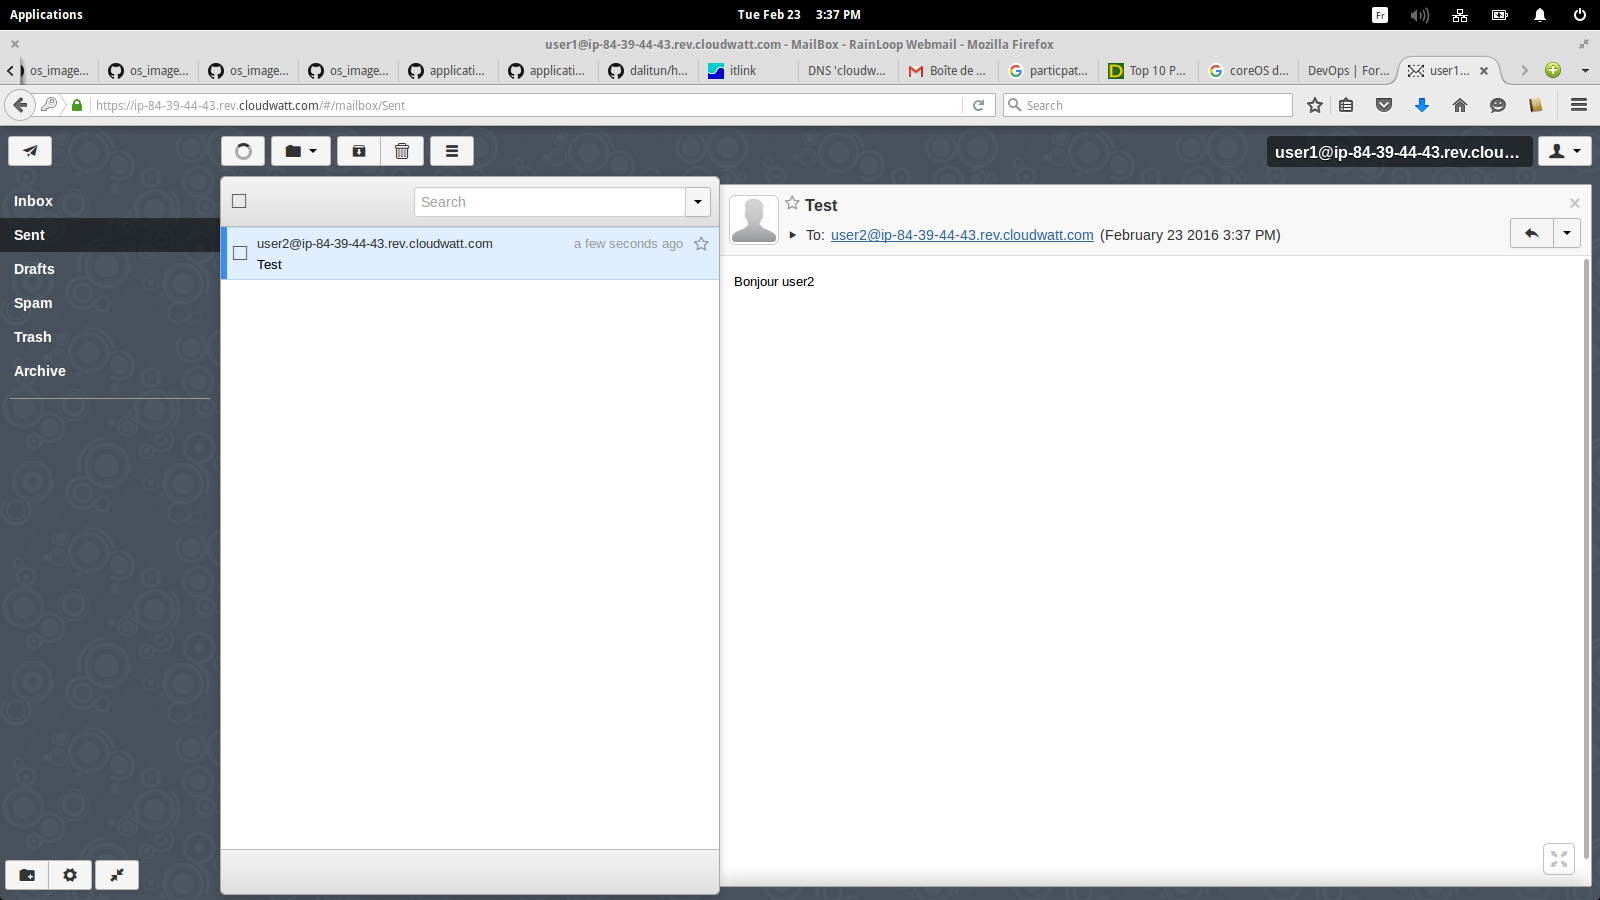 Applications
Tue Feb 23 3:37 PM
Fr
user1@ip-84-39-44-43.rev.cloudwatt.com - MailBox - RainLoop Webmail - Mozilla Firefox
os_image... os_image... os_image... os_image... applicati... applicati... dalitun/h... itlink DNS 'cloudw... Boîte de ... particpat... Top 10 P... coreOS d... DevOps | For... user1...
https://ip-84-39-44-43.rev.cloudwatt.com/#/mailbox/Sent
Search
user1@ip-84-39-44-43.rev.clou...
Inbox
Sent
Drafts
Spam
Trash
Archive
Search
user2@ip-84-39-44-43.rev.cloudwatt.com a few seconds ago
Test
Test
To: user2@ip-84-39-44-43.rev.cloudwatt.com (February 23 2016 3:37 PM)
Bonjour user2